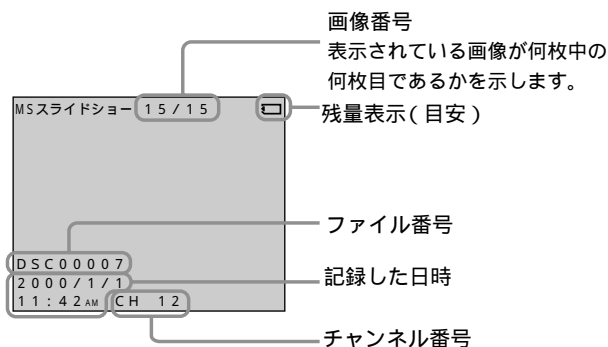 画像番号
表示されている画像が何枚中の
何枚目であるかを示します。
MSスライドショー 15/15
残量表示(目安)
ファイル番号
DSC00007
2000/1/1
記録した日時
11:42AM CH 12
チャンネル番号